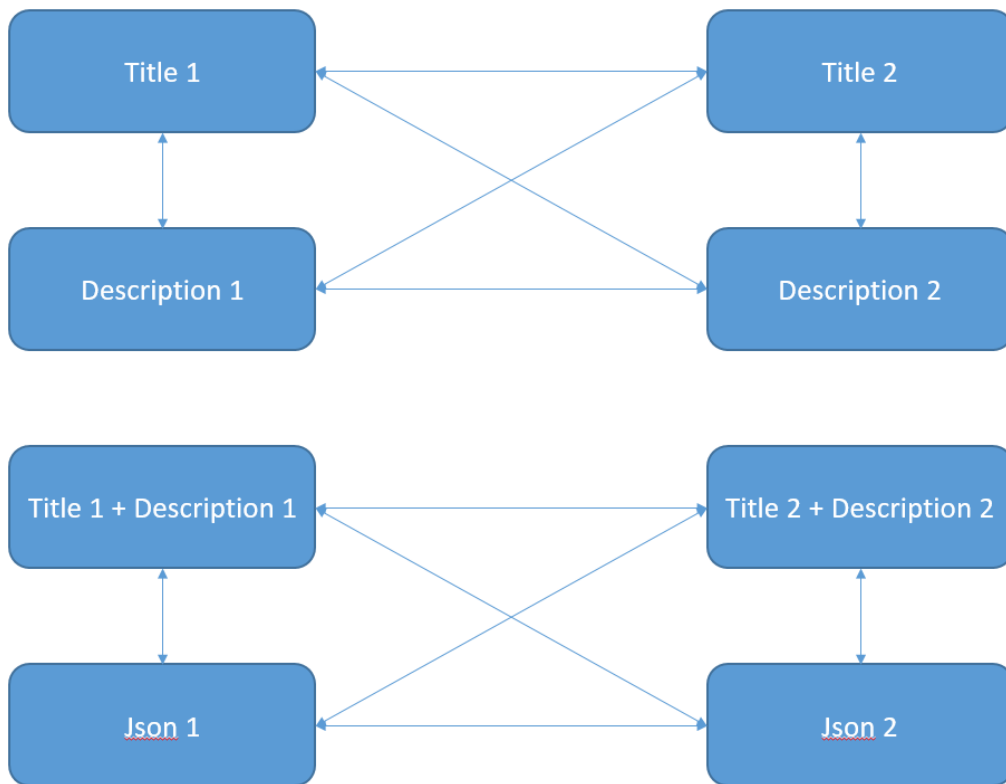 Title 1
Title 2
Description 1
Description 2
Title 1 + Description 1
Title 2 + Description 2
Json 1
Json 2